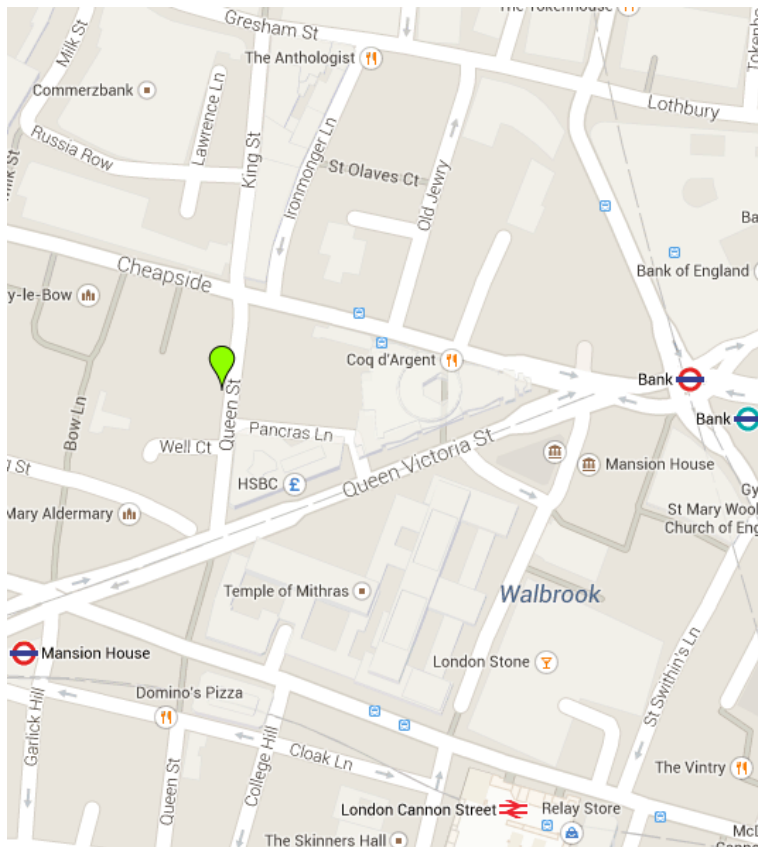 The Tokenhouse
Gresham St
Milk St
The Anthologist
Commerzbank
Lawrence Ln
King St
Lothbury
Russia Row
Ironmonger Ln
St Olaves Ct
Old Jewry
Milk St
Cheapside
Bank of England
y-le-Bow
Coq d'Argent
Bank
Bow Ln
Queen St
Bank
Pancras Ln
Well Ct
Queen Victoria St
Mansion House
HSBC
£
St
Mary Aldermary
St Mary Wool
Church of Eng
Temple of Mithras
Walbrook
Mansion House
London Stone
St Swithin's Ln
Domino's Pizza
Garlick Hill
College Hill
Cloak Ln
Queen St
The Vintry
London Cannon Street
Relay Store
The Skinners Hall